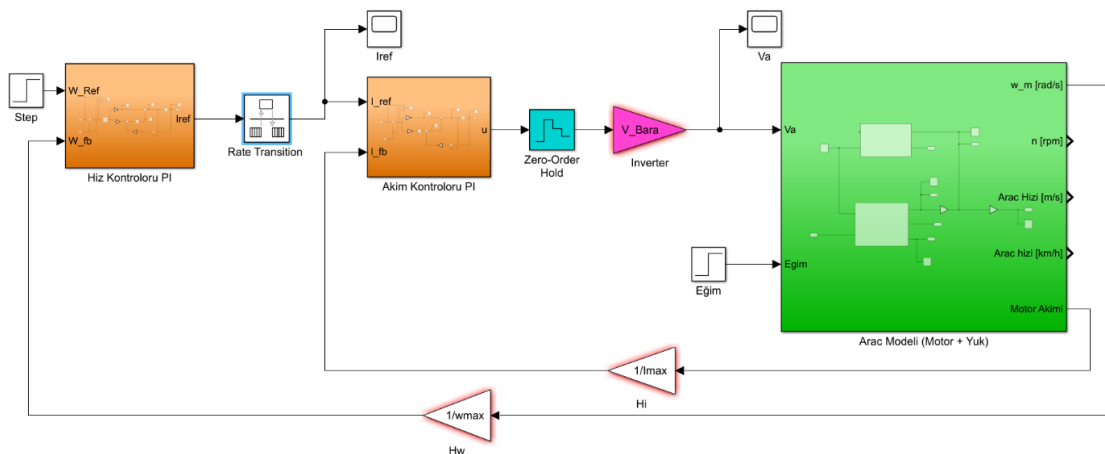 Iref
Va
W_Ref
W_fb
Iref
Step
Hiz Kontroloru PI
Rate Transition
I_ref
I_fb
u
Akim Kontroloru PI
Zero-Order
Hold
V_Bara
Inverter
Va
Egim
w_m [rad/s]
n [rpm]
Arac Hizi [m/s]
Arac hizi [km/h]
Motor Akimi
Eğim
Arac Modeli (Motor + Yuk)
1/Imax
Hi
1/wmax
Hw